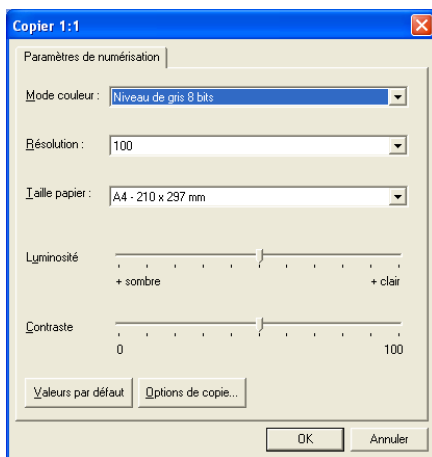 Copier 1:1
Paramètres de numérisation
Mode couleur : Niveau de gris 8 bits
Résolution : 100
Taille papier : A4 - 210 x 297 mm
Luminosité
+ sombre + clair
Contraste
0 100
Valeurs par défaut Options de copie...
OK Annuler